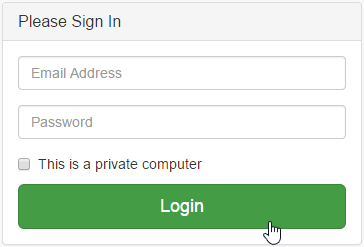 Please Sign In
Email Address
Password
This is a private computer
Login